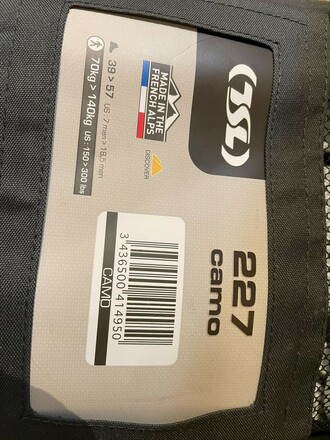 TSL
MADE IN THE
FRENCH ALPS
DISCOVER
39 > 57
US : 7 men > 18,5 men
70kg > 140kg
US : 150 > 300 lbs
227
camo
3 436500 414950
CAMO